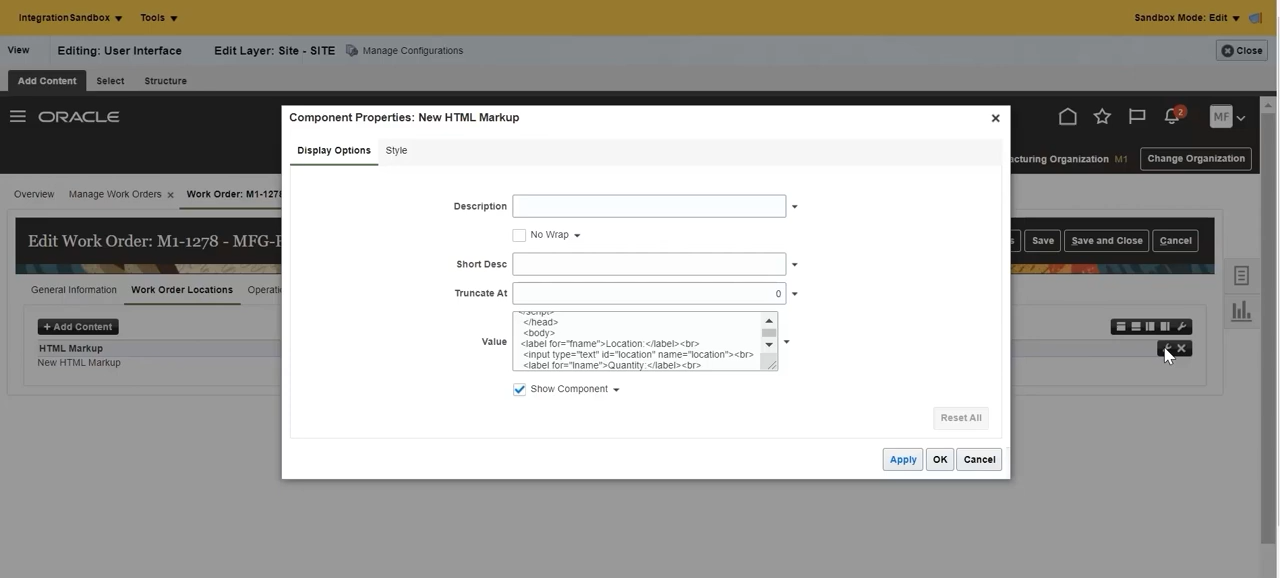 IntegrationSandbox Tools Sandbox Mode: Edit
View Editing: User Interface Edit Layer: Site - SITE Manage Configurations Close
Add Content Select Structure
ORACLE 2 MF
Component Properties: New HTML Markup
Display Options Style
acturing Organization M1 Change Organization
Overview Manage Work Orders Work Order: M1-1278
Description
No Wrap
Edit Work Order: M1-1278 - MFG- s Save Save and Close Cancel
Short Desc
General Information Work Order Locations Operatio
Truncate At 0
+ Add Content
</script>
</head>
<body>
<label for="fname">Location:</label><br>
<input type="text" id="location" name="location"><br>
<label for="lname">Quantity:</label><br>
Value
HTML Markup
New HTML Markup
Show Component
Reset All
Apply OK Cancel